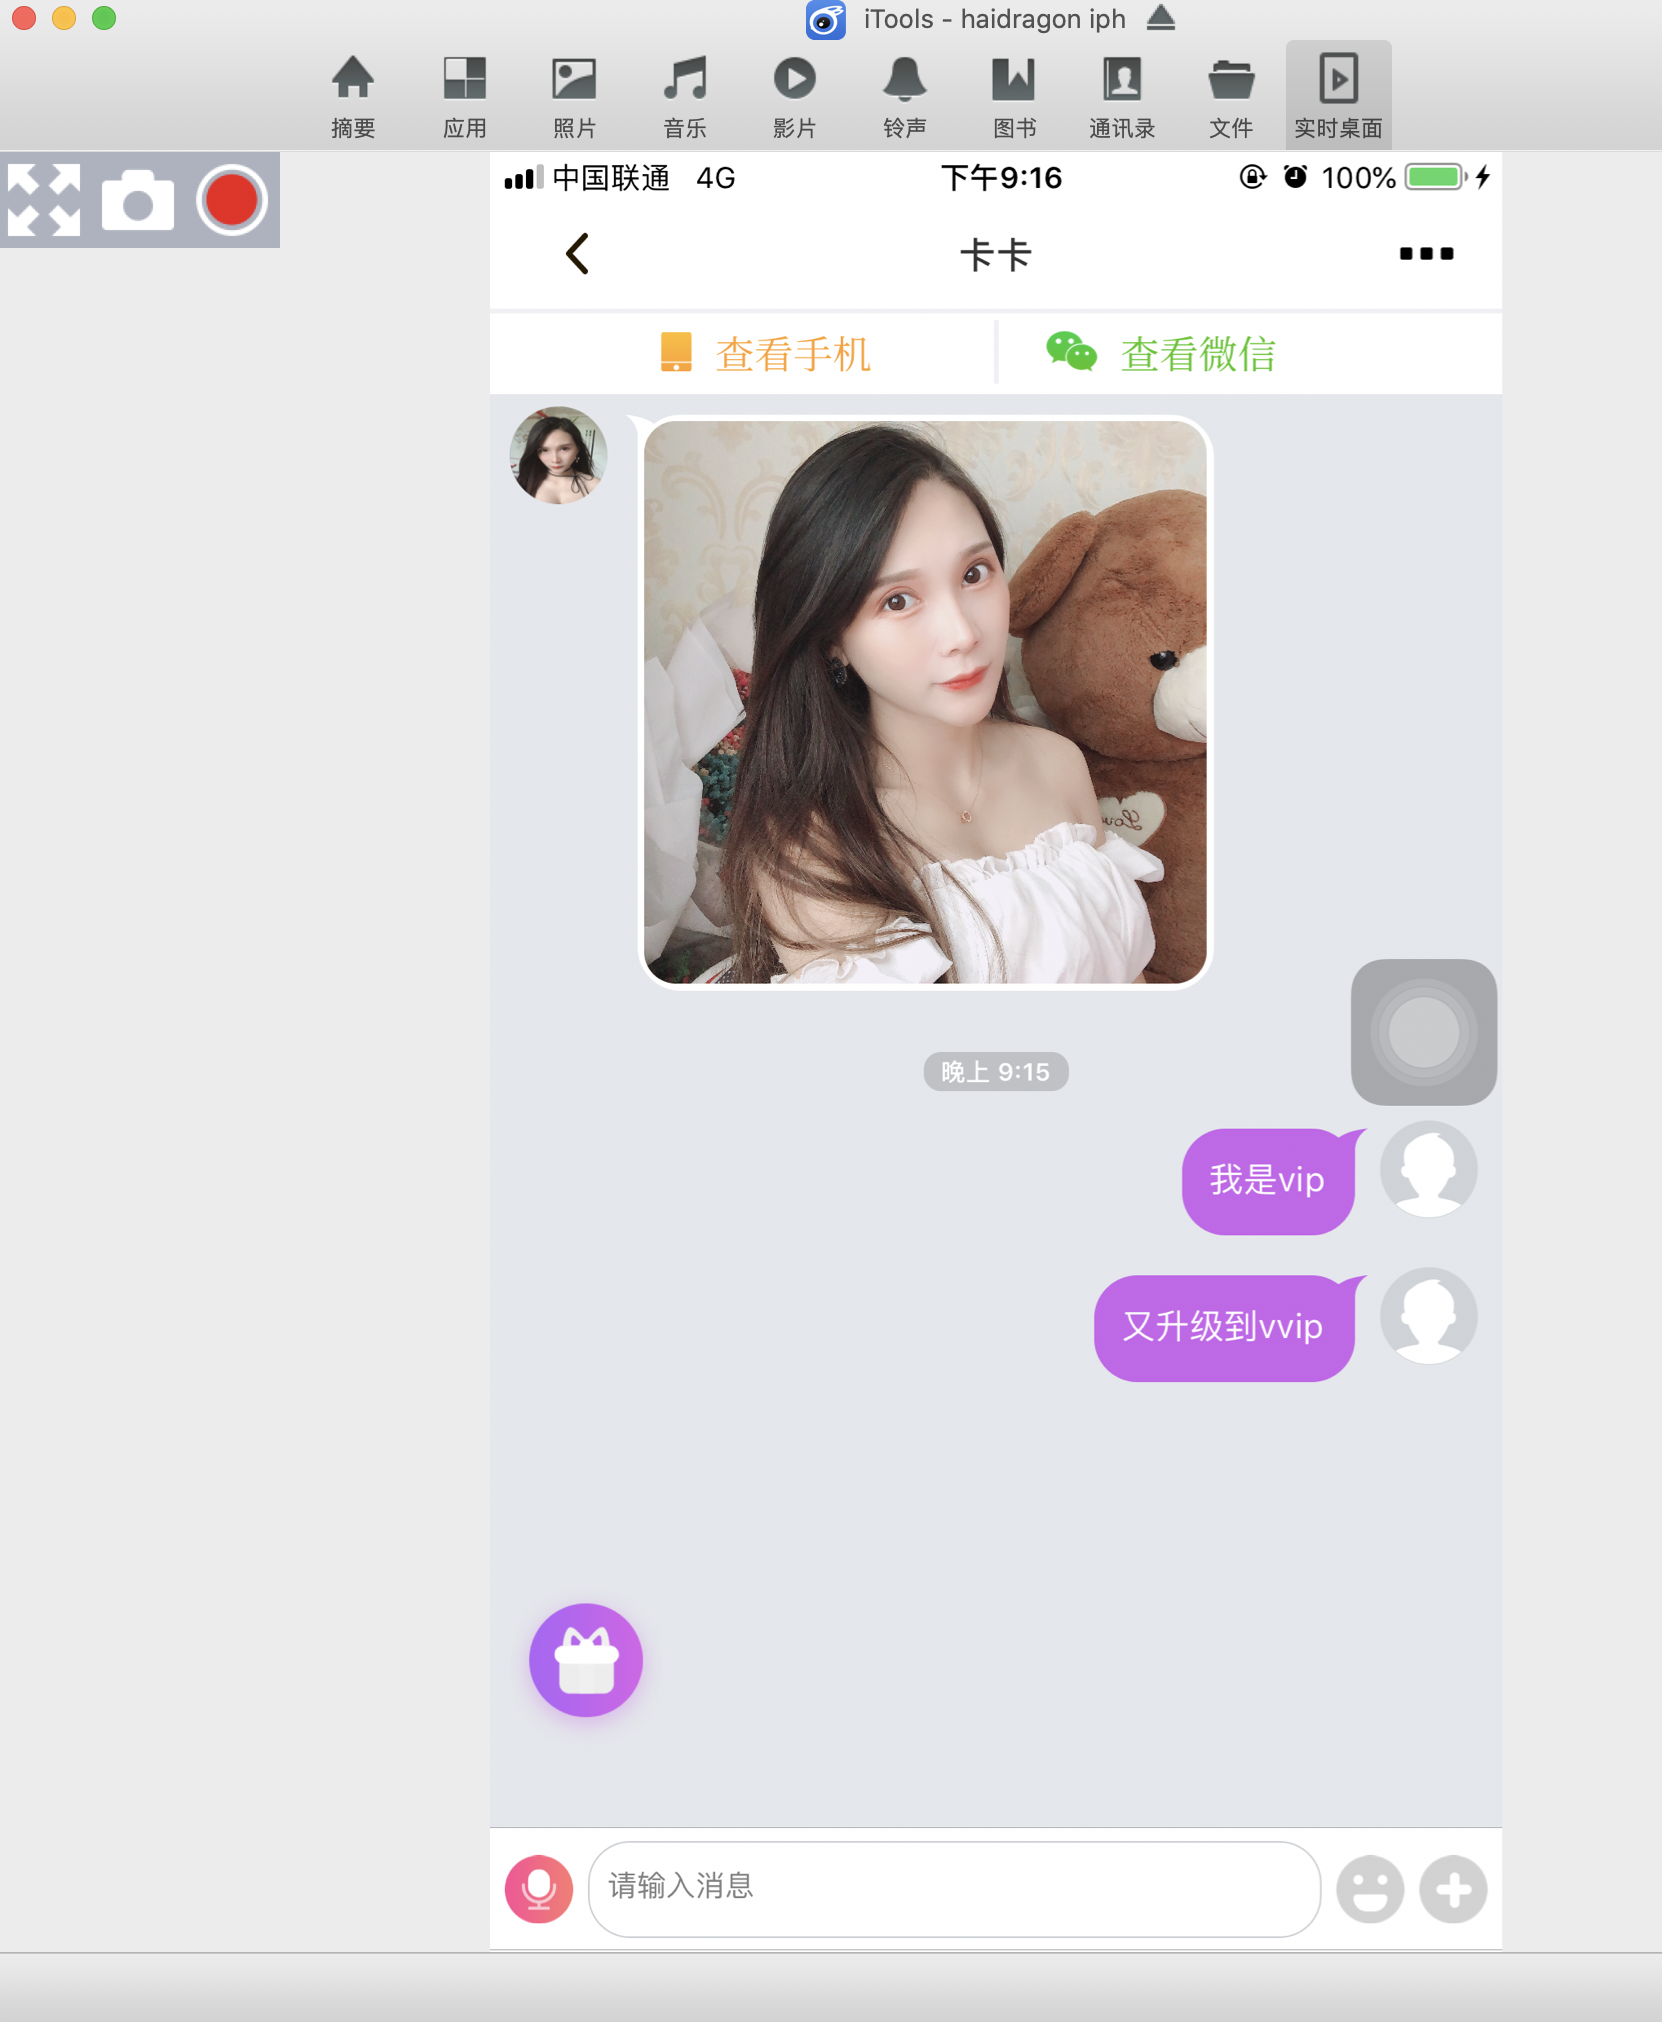 iTools - haidragon iph
摘要
应用
照片
音乐
影片
铃声
图书
通讯录
文件
实时桌面
中国联通 4G 下午9:16 100%
卡卡
查看手机 查看微信
晚上 9:15
我是vip
又升级到vvip
请输入消息